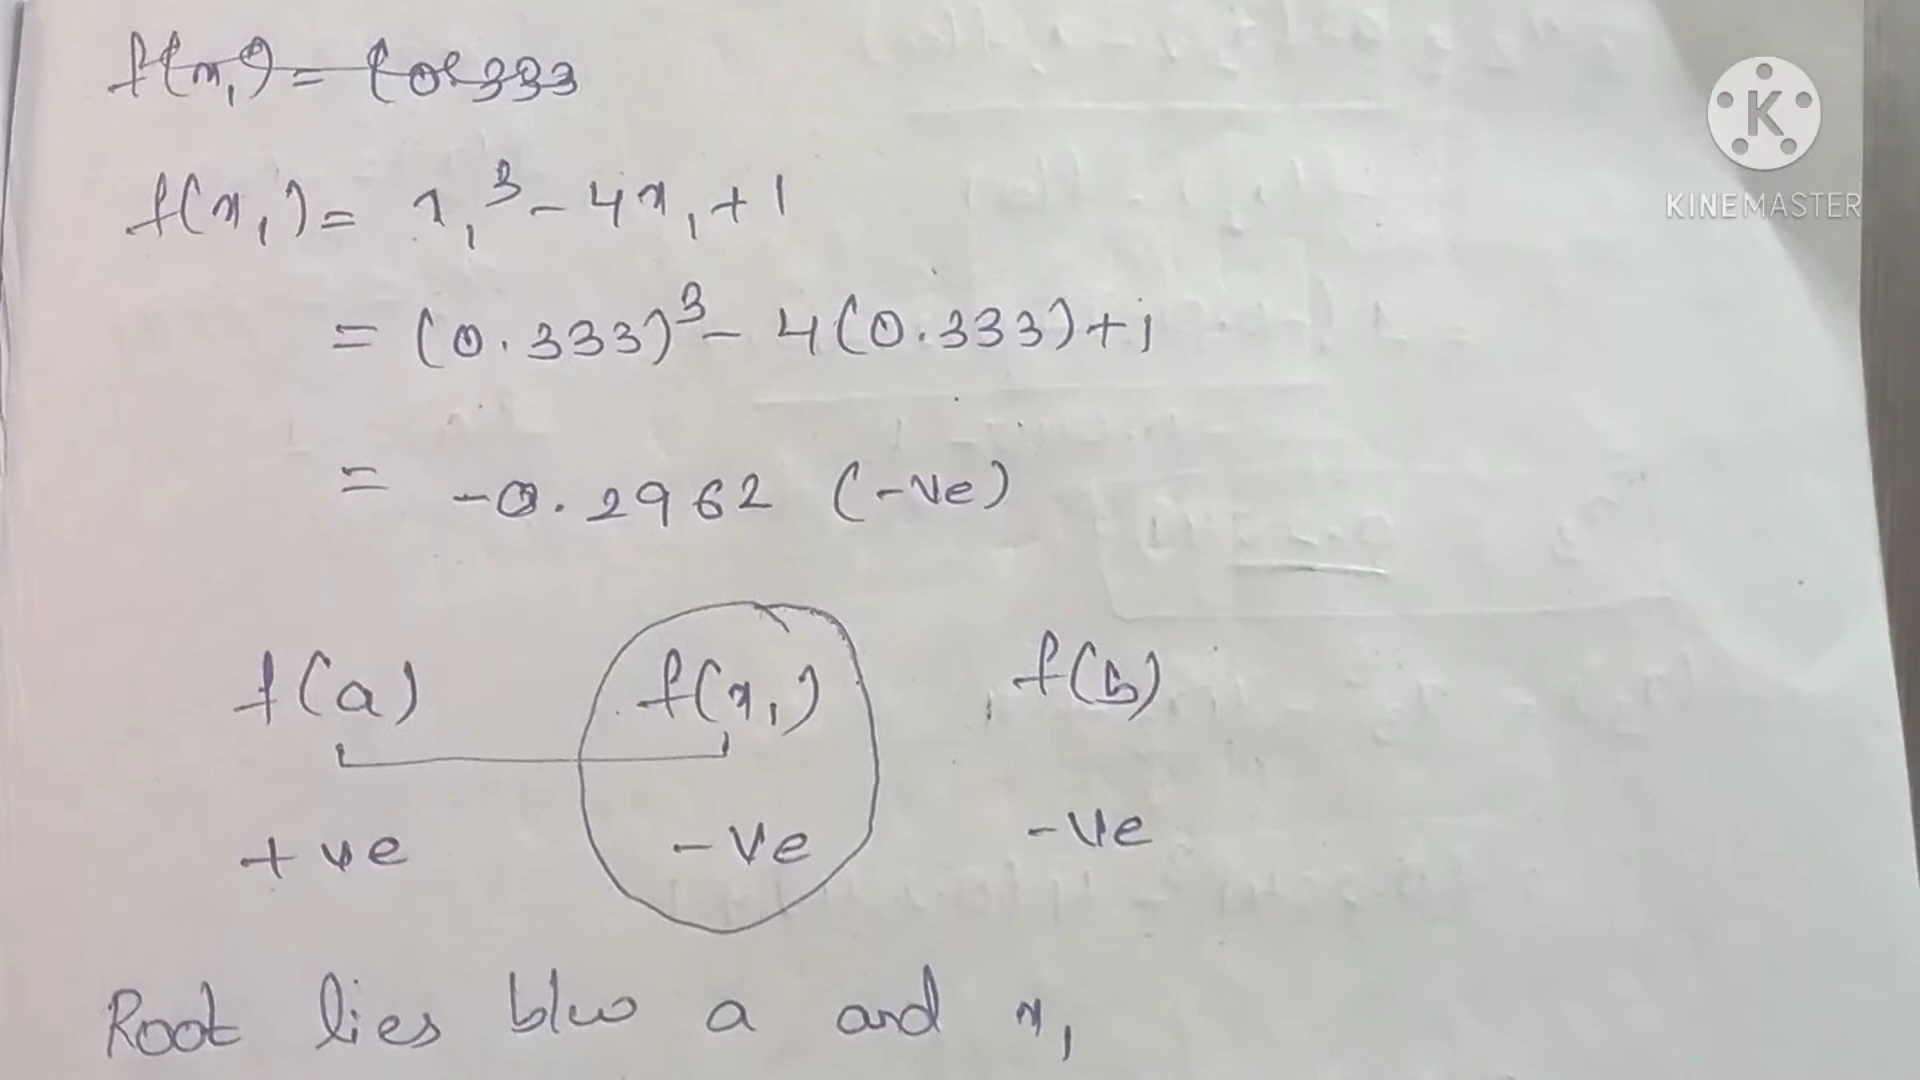 f(x₁) = (0.333
K
KINEMASTER
f(x₁) = x₁³ - 4x₁ + 1
= (0.333)³ - 4(0.333) + 1
= -0.2962 (-ve)
f(a) f(x₁) f(b)
+ve -ve -ve
Root lies b/w a and x₁